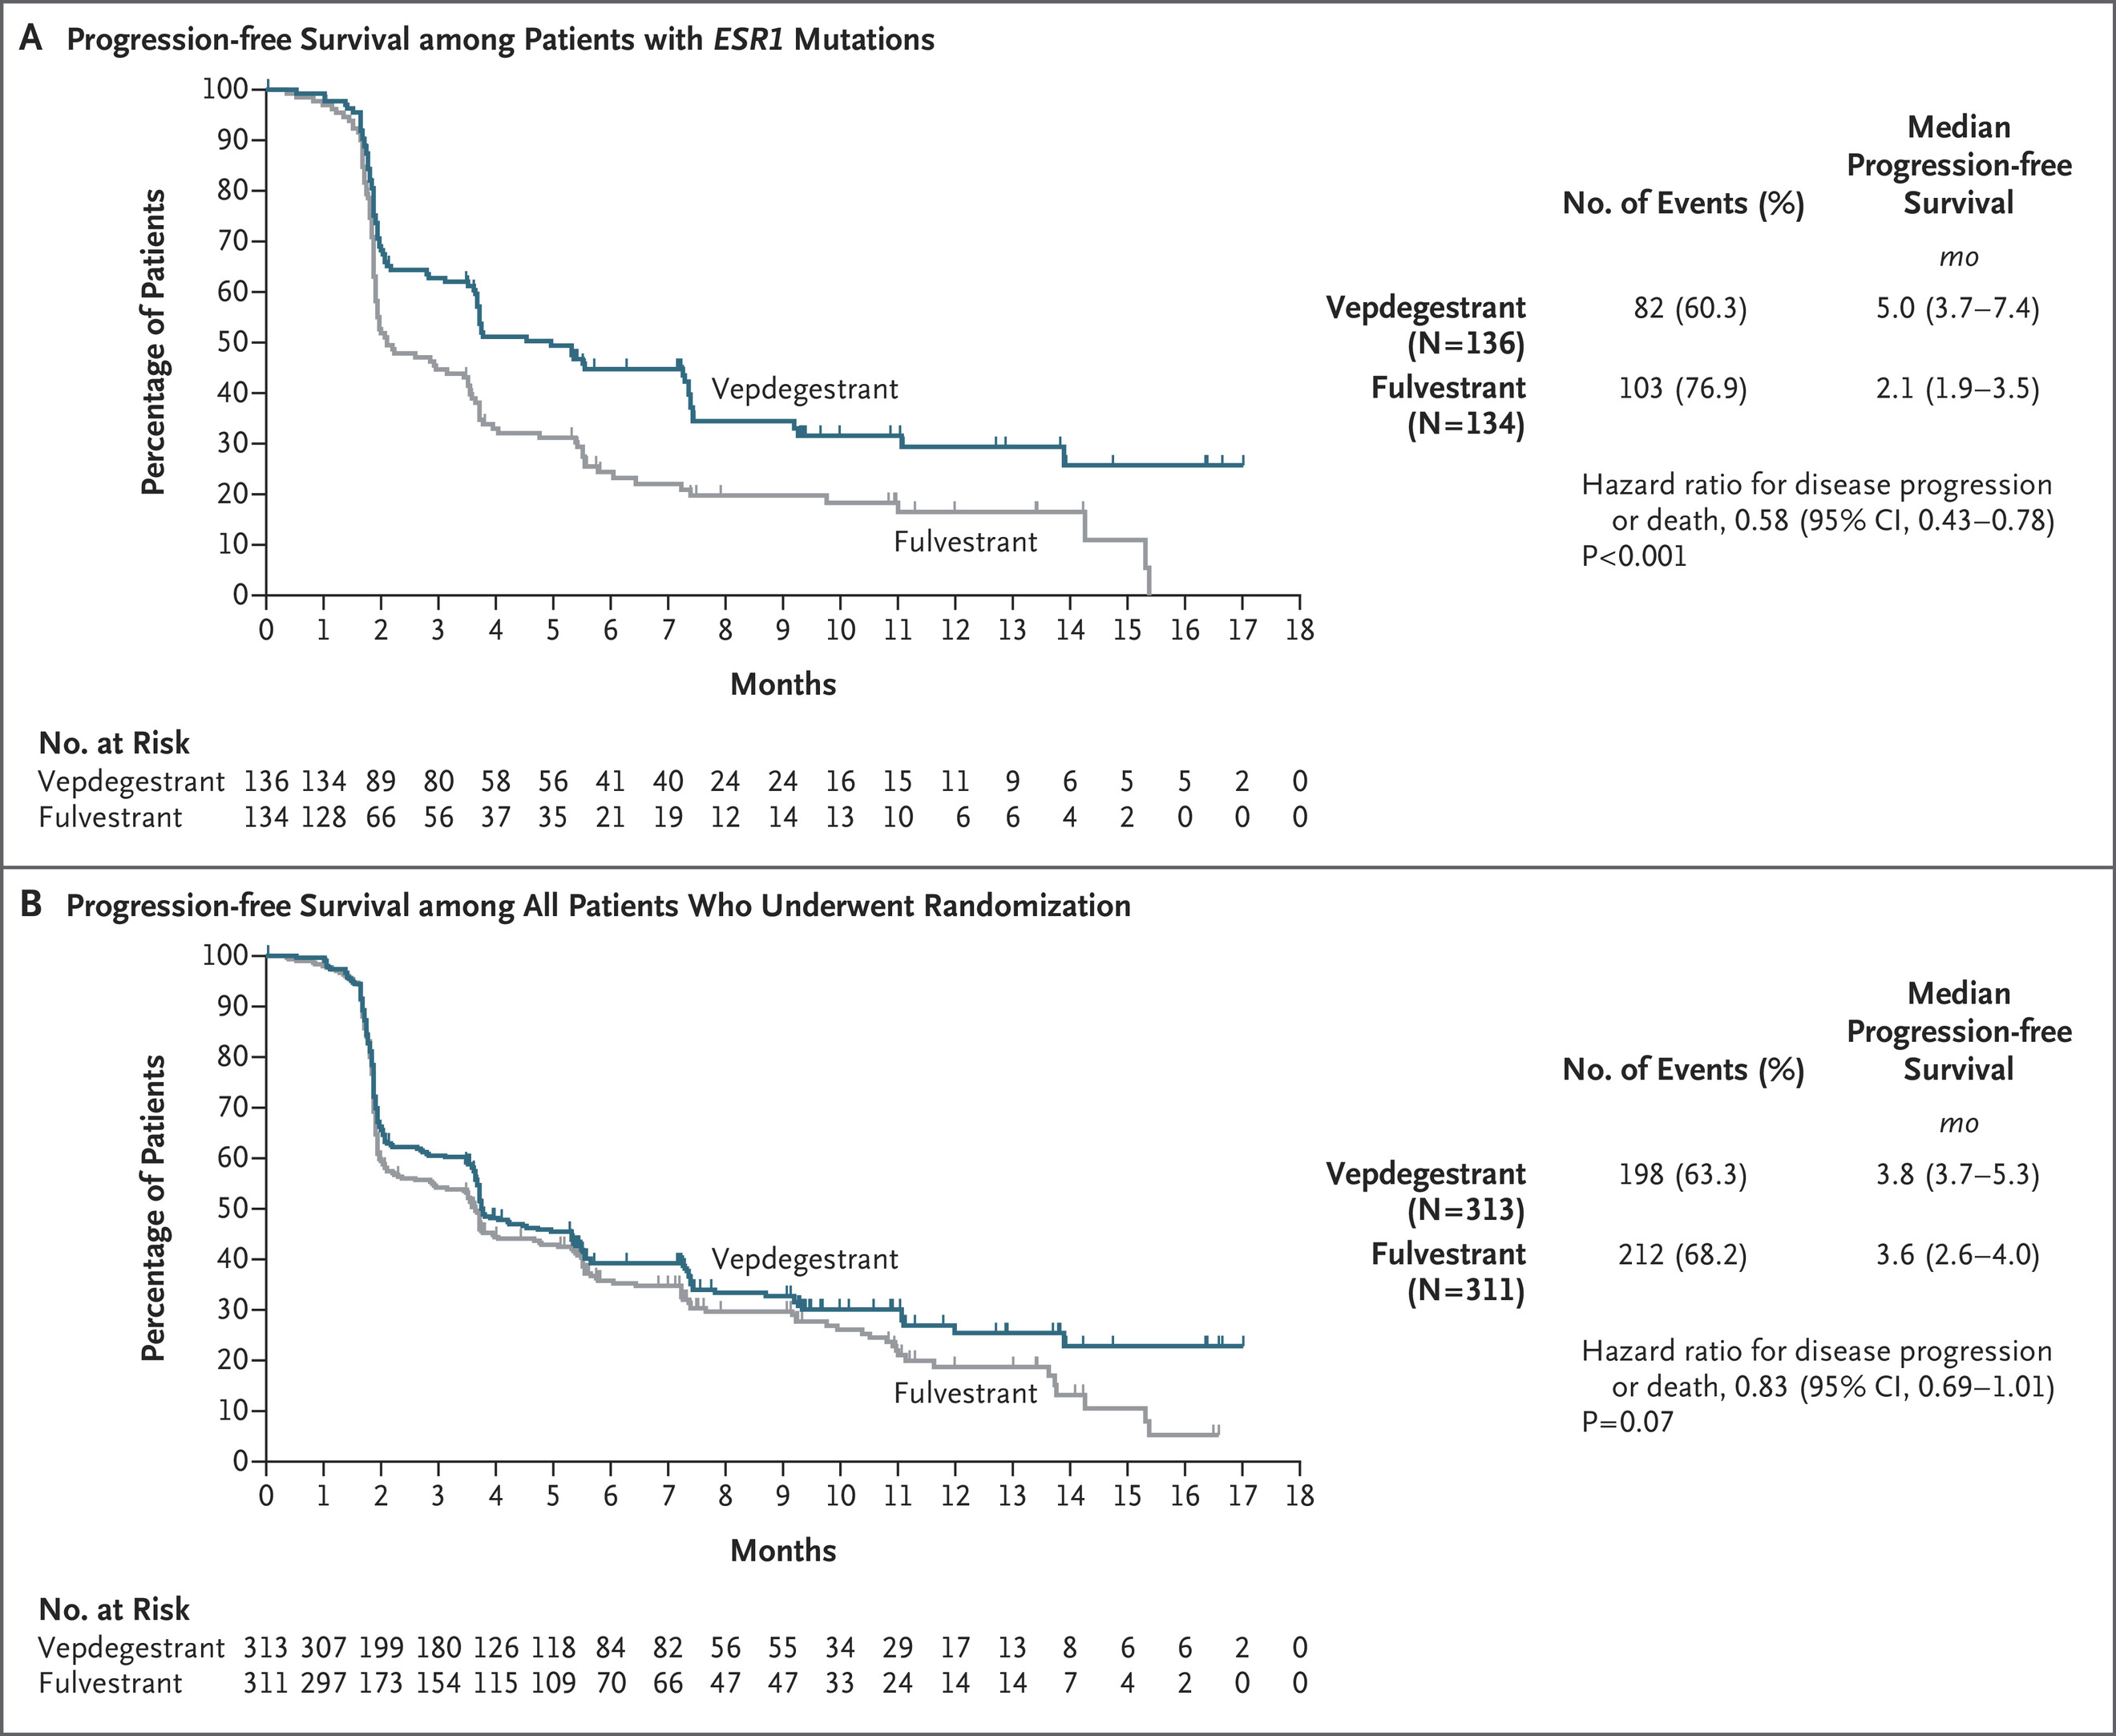 A Progression-free Survival among Patients with ESR1 Mutations
Percentage of Patients
100
90
80
70
60
50
40
30
20
10
0
0 1 2 3 4 5 6 7 8 9 10 11 12 13 14 15 16 17 18
Months
Vepdegestrant
Fulvestrant
Median
Progression-free
No. of Events (%) Survival
mo
Vepdegestrant 82 (60.3) 5.0 (3.7–7.4)
(N=136)
Fulvestrant 103 (76.9) 2.1 (1.9–3.5)
(N=134)
Hazard ratio for disease progression
or death, 0.58 (95% CI, 0.43–0.78)
P<0.001
No. at Risk
Vepdegestrant 136 134 89 80 58 56 41 40 24 24 16 15 11 9 6 5 5 2 0
Fulvestrant 134 128 66 56 37 35 21 19 12 14 13 10 6 6 4 2 0 0 0
B Progression-free Survival among All Patients Who Underwent Randomization
Percentage of Patients
100
90
80
70
60
50
40
30
20
10
0
0 1 2 3 4 5 6 7 8 9 10 11 12 13 14 15 16 17 18
Months
Vepdegestrant
Fulvestrant
Median
Progression-free
No. of Events (%) Survival
mo
Vepdegestrant 198 (63.3) 3.8 (3.7–5.3)
(N=313)
Fulvestrant 212 (68.2) 3.6 (2.6–4.0)
(N=311)
Hazard ratio for disease progression
or death, 0.83 (95% CI, 0.69–1.01)
P=0.07
No. at Risk
Vepdegestrant 313 307 199 180 126 118 84 82 56 55 34 29 17 13 8 6 6 2 0
Fulvestrant 311 297 173 154 115 109 70 66 47 47 33 24 14 14 7 4 2 0 0